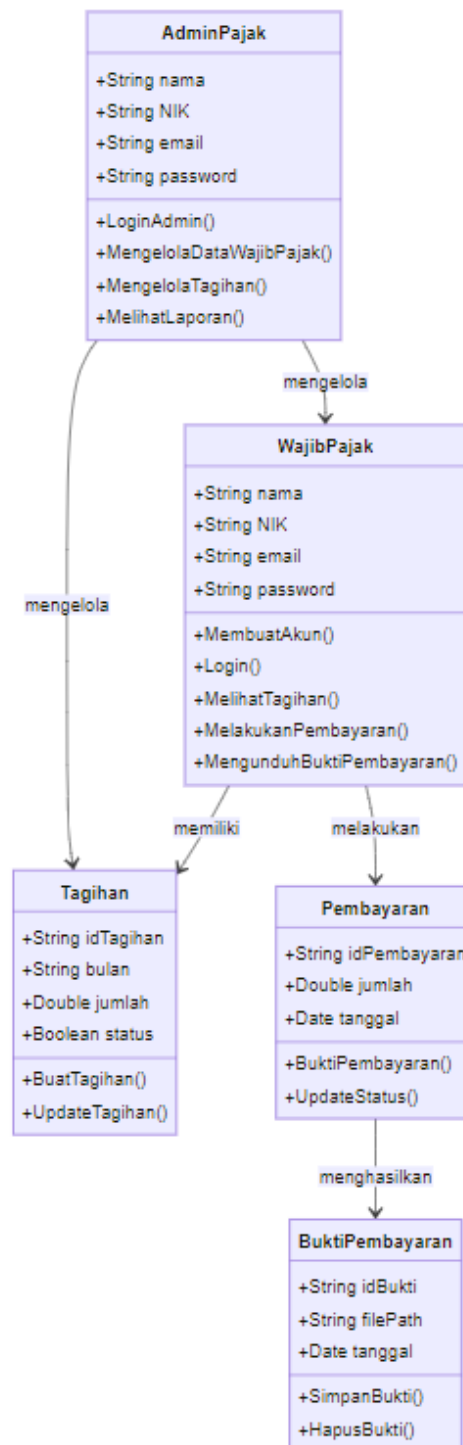 AdminPajak
+String nama
+String NIK
+String email
+String password
+LoginAdmin()
+MengelolaDataWajibPajak()
+MengelolaTagihan()
+MelihatLaporan()
mengelola
WajibPajak
+String nama
+String NIK
+String email
+String password
+MembuatAkun()
+Login()
+MelihatTagihan()
+MelakukanPembayaran()
+MengunduhBuktiPembayaran()
mengelola
memiliki
melakukan
Tagihan
+String idTagihan
+String bulan
+Double jumlah
+Boolean status
+BuatTagihan()
+UpdateTagihan()
Pembayaran
+String idPembayaran
+Double jumlah
+Date tanggal
+BuktiPembayaran()
+UpdateStatus()
menghasilkan
BuktiPembayaran
+String idBukti
+String filePath
+Date tanggal
+SimpanBukti()
+HapusBukti()